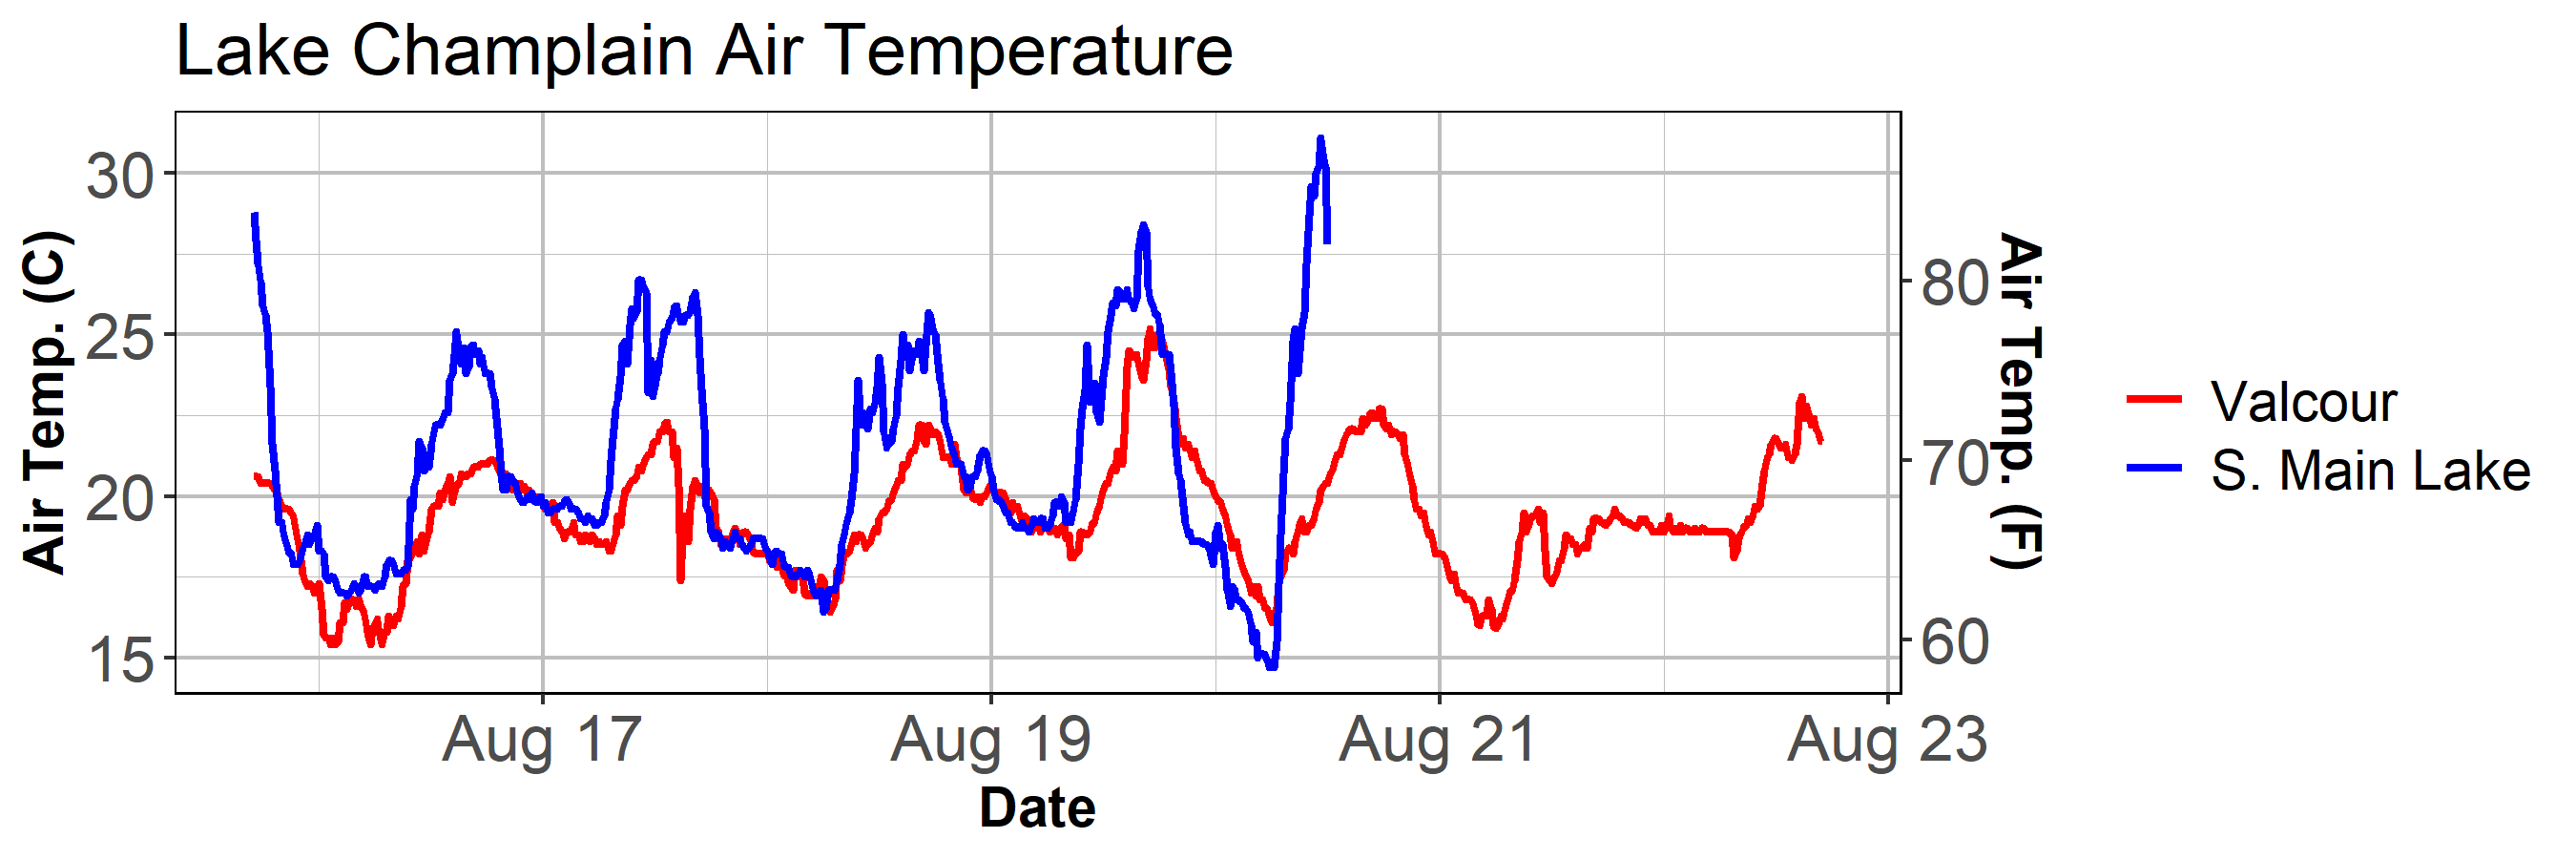 Lake Champlain Air Temperature
Air Temp. (C)
30
25
20
15
80
70
60
Air Temp. (F)
Aug 17
Aug 19
Aug 21
Aug 23
Date
Valcour
S. Main Lake